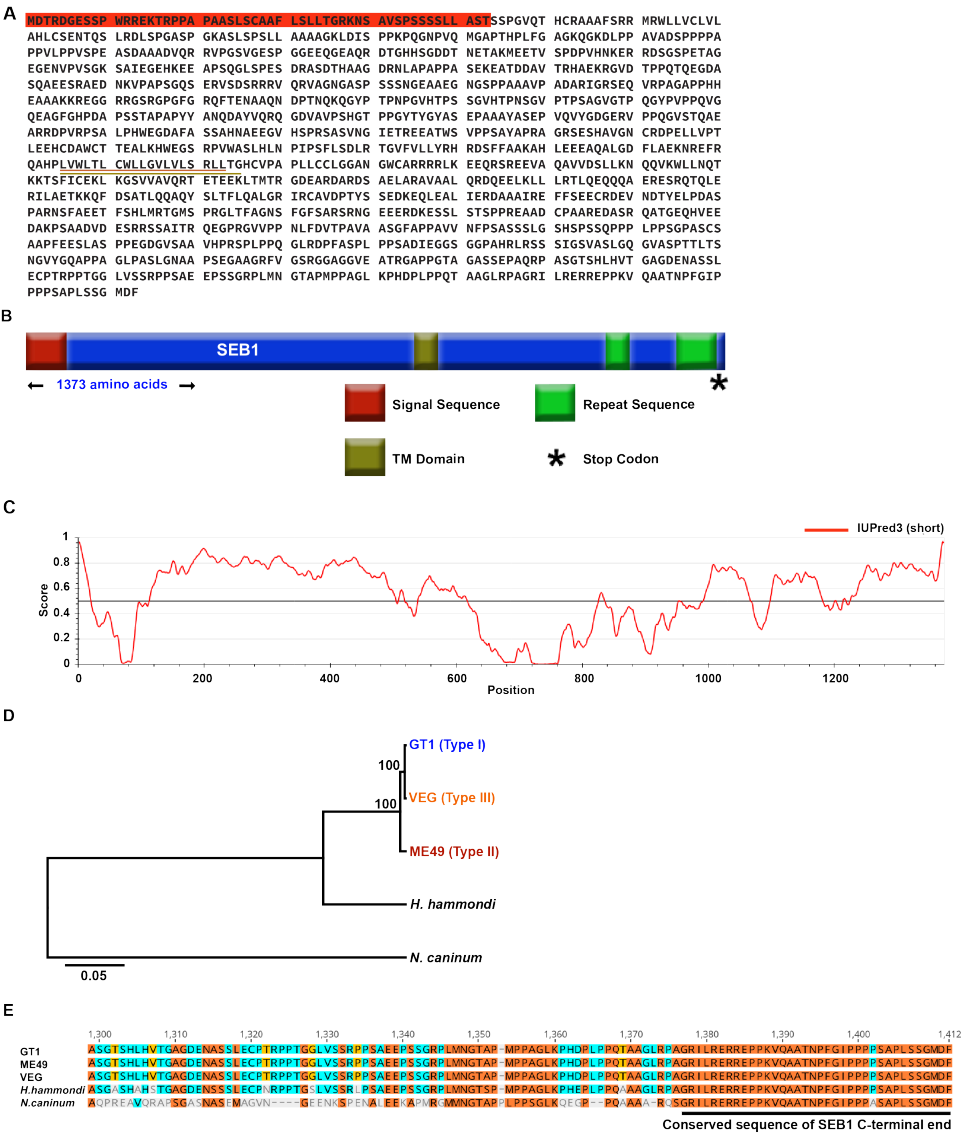 A
MDTRDGESSP WRREKTRPPA PAASLSCAAF LSLLTGRKNS AVSPSSSSLL ASTSSPGVQT HCRAAAFSRR MRWLLVCLVL
AHLCSENTQS LRDLSPGASP GKASLSPSLL AAAAGKLDIS PPKPQGNPVQ MGAPTHPLFG AGKQGKDLPP AVADSPPPPA
PPVLPPVSPE ASDAAADVQR RVPGSVGESP GGEEQGEAQR DTGHHSGDDT NETAKMEETV SPDPVHNKER RDSGSPETAG
EGENVPVSGK SAIEGEHKEE APSQGLSPES DRASDTHAAG DRNLAPAPPA SEKEATDDAV TRHAEKRGVD TPPQTQEGDA
SQAEESRAED NKVPAPSGQS ERVSDSRRRV QRVAGNGASP SSSNGEAAEG NGSPPAAAVP ADARIGRSEQ VRPAGAPPHH
EAAAKKREGG RRGSRGPGFG RQFTENAAQN DPTNQKQGYP TPNPGVHTPS SGVHTPNSGV PTPSAGVGTP QGYPVPPQVG
QEAGFGHPDA PSSTAPAPYY ANQDAYVQRQ GDVAVPSHGT PPGYTYGYAS EPAAAYASEP VQVYGDGERV PPQGVSTQAE
ARRDPVRPSA LPHWEGDAFA SSAHNAEEGV HSPRSASVNG IETREEATWS VPPSAYAPRA GRSESHAVGN CRDPELLVPT
LEEHCDAWCT TEALKHWEGS RPVWASLHLN PIPSFLSDLR TGVFVLLYRH FRDAAFKAHL EEEAQALGDF FLAEKNREFR
QAHPLVWLTL CWLLGVLVLS RLLTGHCVPA PLLCCLGGAN GWCARRRRLK EEQRSREEVA QAVVDSLLKN QQVKWLLNQT
KKTSFICEKL KGSVVAVQRT ETEEKLTMTR GDEARDARDS AELARAVAAL QRDQEELKLL LRTLQEQQQA ERESRQTQLE
RILAETKKQF DSATLQQAQY SLTFLQALGR IRCAVDPTYS SEDKEQLEAL IERDAAAIRE FFSEECRDEV NDTYELPDAS
PARNSFAEET FSHLMRTGMS PRGLTFAGNS FGFSARSRNG EEERDKESSL STSPPREAAD CPAAREDASR QATGEQHVEE
DAKPSAADVD ESRRSSAITR QEGPRGVPPV NLFDVTPAVA ASGFAPPAVV NFPSASSSLG SHSPSSQPPP LPPSGPASCS
AAPFEESLAS PPEGDGVSAA VHPRSPLPPQ GLRDPFASPL PPSADIEGGS GGPAHRLRSS SIGSVASLGQ GVASPTTLTS
NGVYGQAPPA GLPASLGNAA PSEGAAGRFV GSRGGAGGVE ATRGAPPGTA GASSEPAQRP ASGTSHLHVT GAGDENASSL
ECPTRPPTGG LVSSRPPSAE EPSSGRPLMN GTAPMPPAGL KPHDPLPPQT AAGLRPAGRI LRERREPPKV QAATNPFGIP
PPPSAPLSSG MDF
B
SEB1
1373 amino acids
*
Signal Sequence
Repeat Sequence
TM Domain
* Stop Codon
C
IUPred3 (short)
1
0.8
0.6
0.4
0.2
0
Score
0 200 400 600 800 1000 1200
Position
D
GT1 (Type I)
100
VEG (Type III)
100
ME49 (Type II)
H. hammondi
N. caninum
0.05
E
1,300 1,310 1,320 1,330 1,340 1,350 1,360 1,370 1,380 1,390 1,400 1,412
GT1 ASGTSHLHVTGAGDENASSLECPTRPPTGGLVSSRPPSAEEPSSGRPLMNGTAP-MPPAGLKPHDPLPPQTAAGLRPAGRILRERREPPKVQAATNPFGIPPPPSAPLSSGMDF
ME49
VEG
H.hammondi
N.caninum
Conserved sequence of SEB1 C-terminal end